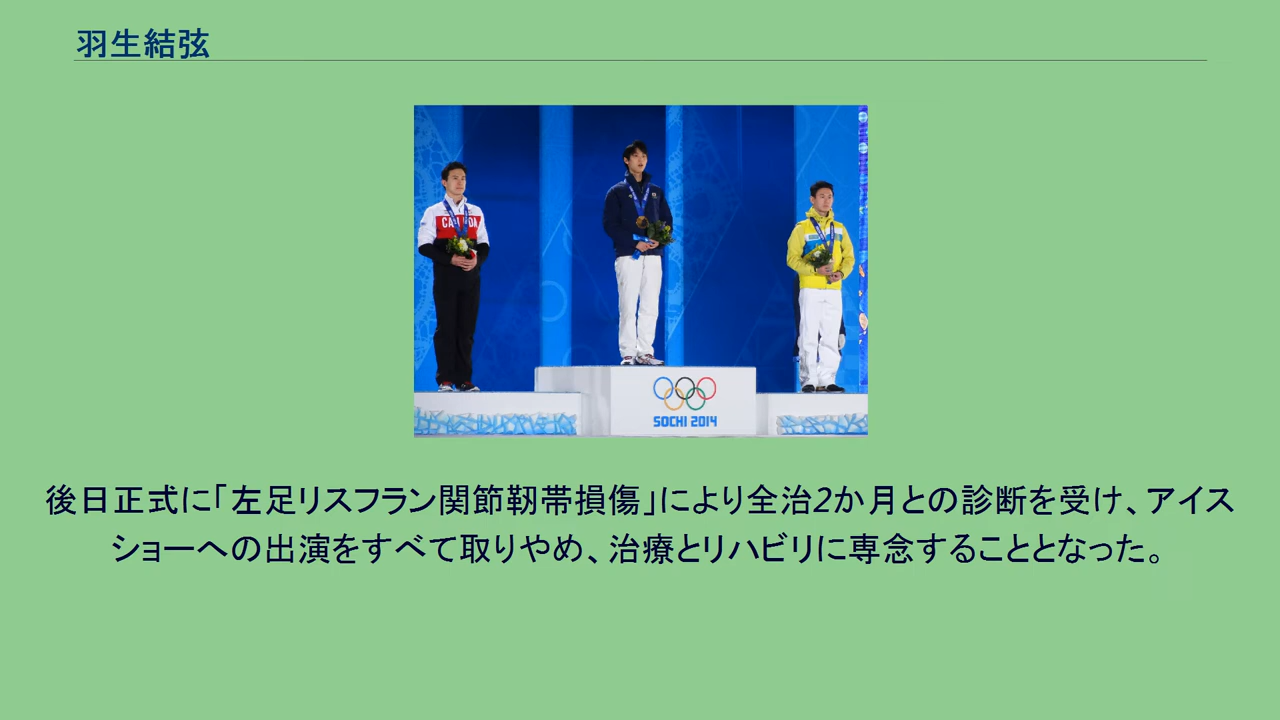 羽生結弦
CANADA
SOCHI 2014
後日正式に「左足リスフラン関節靭帯損傷」により全治2か月との診断を受け、アイス
ショーへの出演をすべて取りやめ、治療とリハビリに専念することとなった。